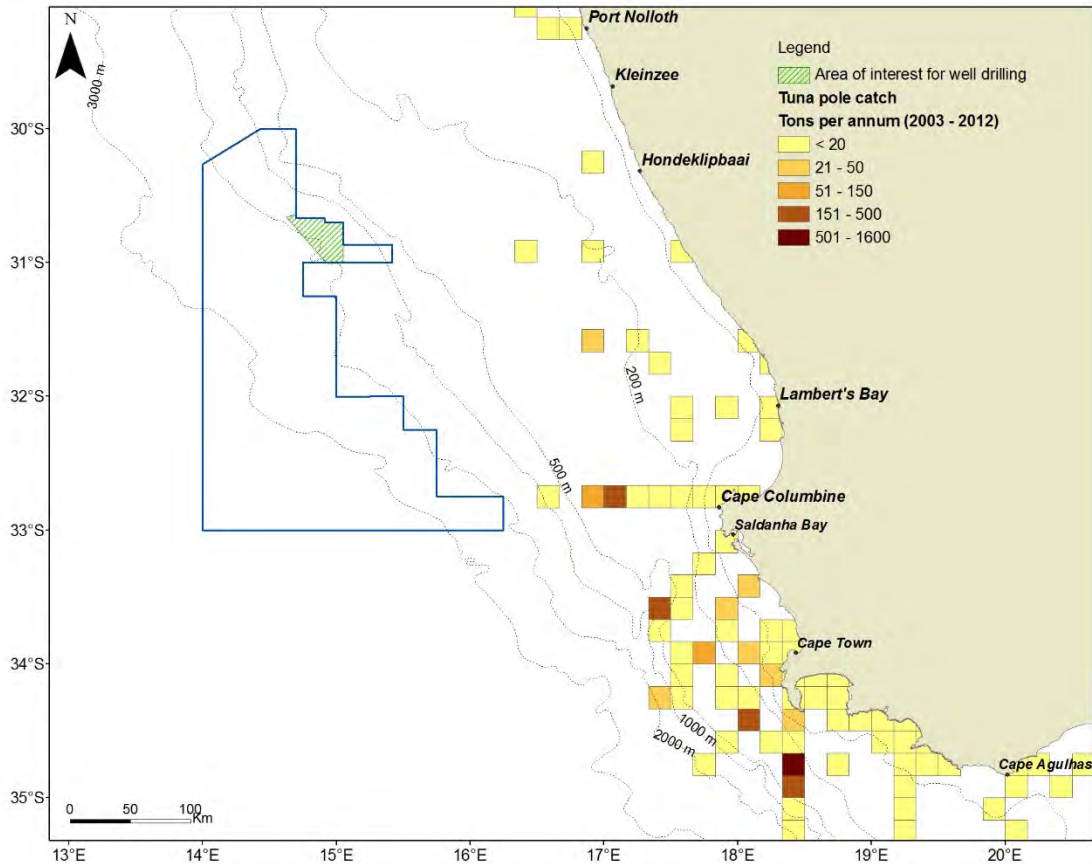 N
Port Nolloth
Kleinzee
Hondeklipbaai
Legend
Area of interest for well drilling
Tuna pole catch
Tons per annum (2003 - 2012)
< 20
21 - 50
51 - 150
151 - 500
501 - 1600
3000 m
200 m
500 m
Lambert's Bay
Cape Columbine
Saldanha Bay
Cape Town
1000 m
2000 m
Cape Agulhas
30°S
31°S
32°S
33°S
34°S
35°S
0 50 100
Km
13°E 14°E 15°E 16°E 17°E 18°E 19°E 20°E